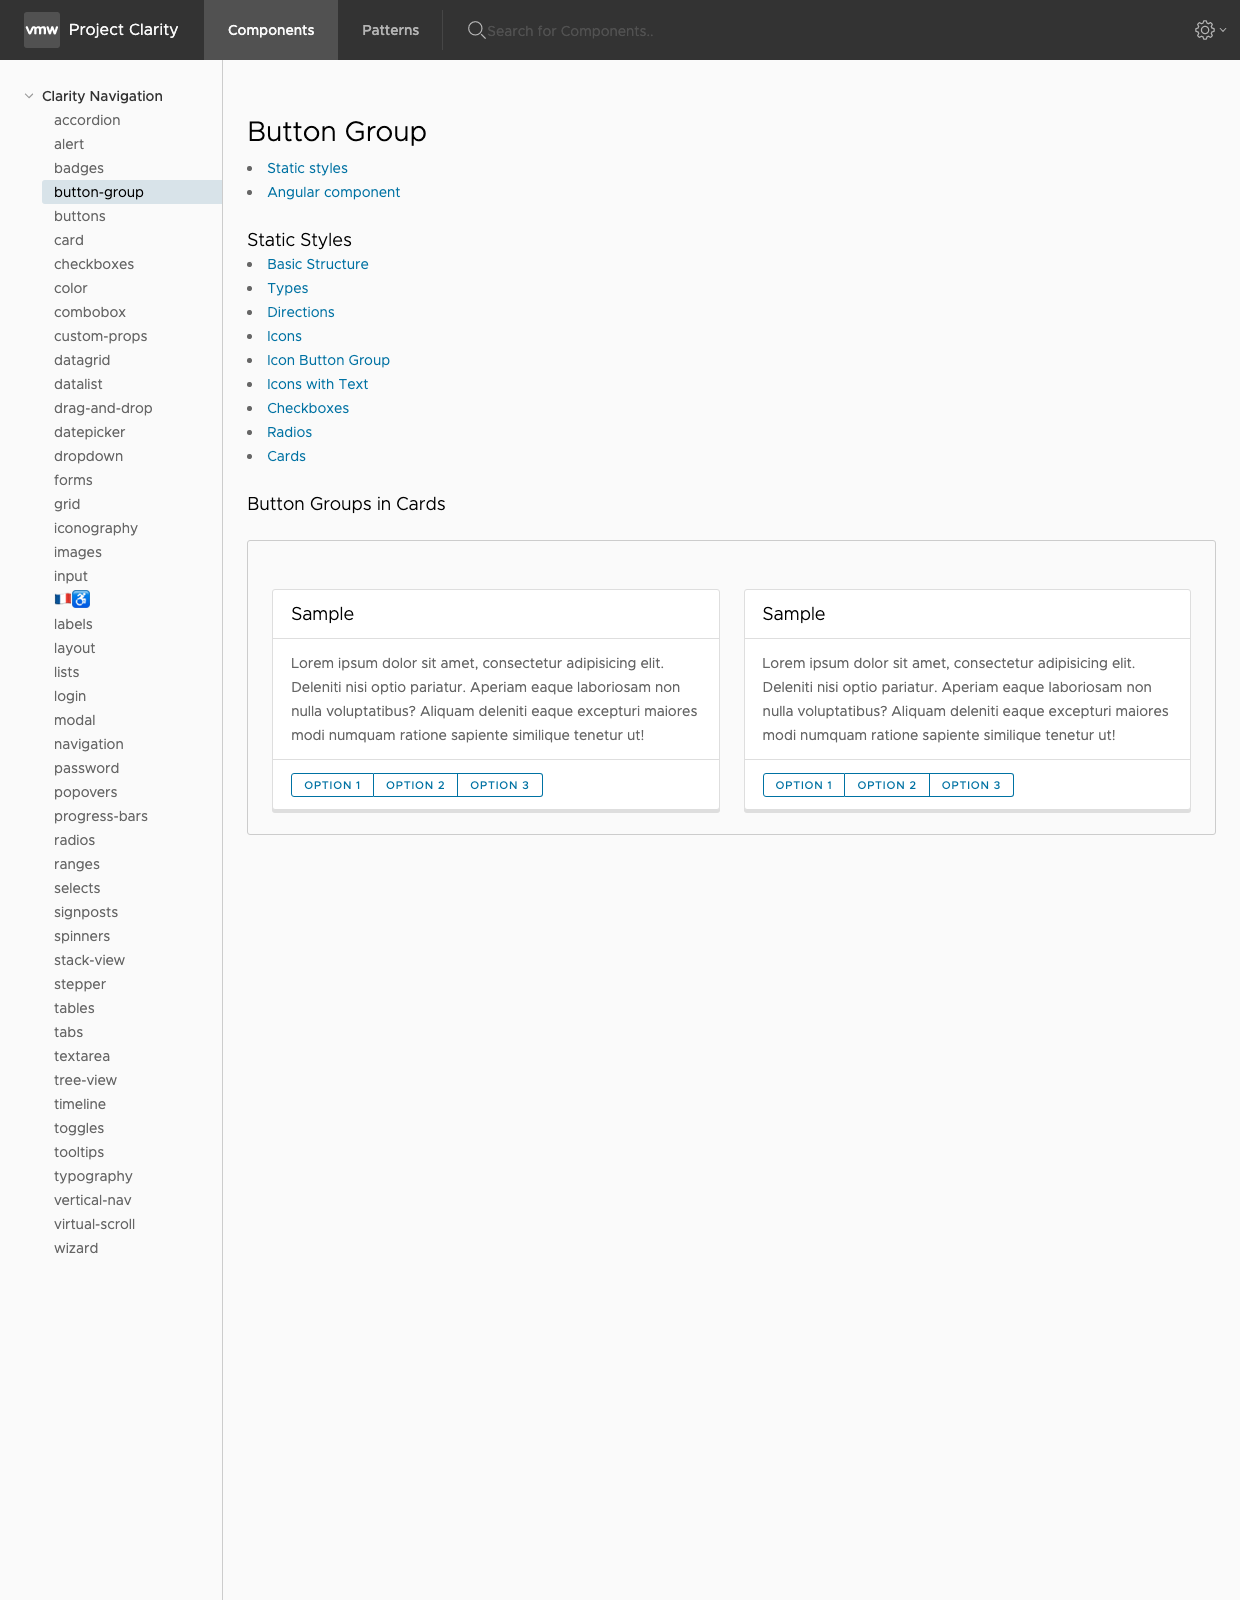 vmw Project Clarity Components Patterns Search for Components..
Clarity Navigation
accordion
alert
badges
button-group
buttons
card
checkboxes
color
combobox
custom-props
datagrid
datalist
drag-and-drop
datepicker
dropdown
forms
grid
iconography
images
input
🇫🇷♿
labels
layout
lists
login
modal
navigation
password
popovers
progress-bars
radios
ranges
selects
signposts
spinners
stack-view
stepper
tables
tabs
textarea
tree-view
timeline
toggles
tooltips
typography
vertical-nav
virtual-scroll
wizard
Button Group
Static styles
Angular component
Static Styles
Basic Structure
Types
Directions
Icons
Icon Button Group
Icons with Text
Checkboxes
Radios
Cards
Button Groups in Cards
Sample
Lorem ipsum dolor sit amet, consectetur adipisicing elit.
Deleniti nisi optio pariatur. Aperiam eaque laboriosam non
nulla voluptatibus? Aliquam deleniti eaque excepturi maiores
modi numquam ratione sapiente similique tenetur ut!
OPTION 1 OPTION 2 OPTION 3
Sample
Lorem ipsum dolor sit amet, consectetur adipisicing elit.
Deleniti nisi optio pariatur. Aperiam eaque laboriosam non
nulla voluptatibus? Aliquam deleniti eaque excepturi maiores
modi numquam ratione sapiente similique tenetur ut!
OPTION 1 OPTION 2 OPTION 3